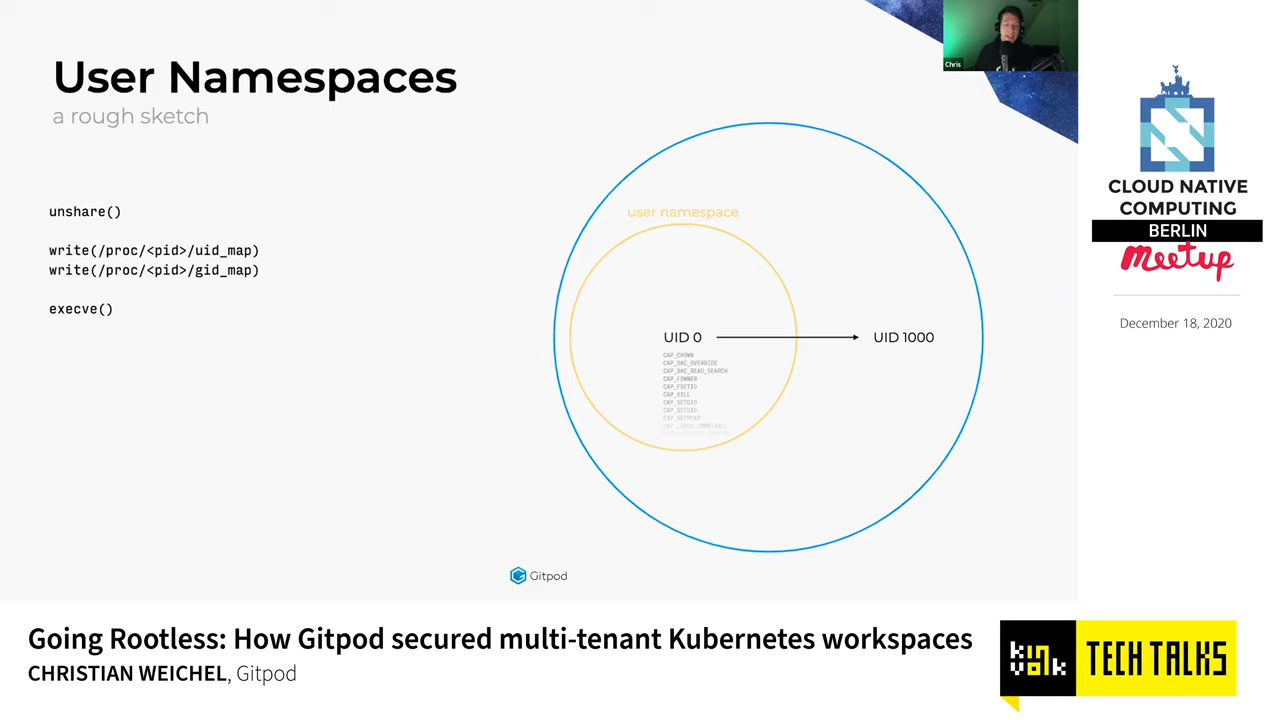 User Namespaces
a rough sketch
unshare()
write(/proc/<pid>/uid_map)
write(/proc/<pid>/gid_map)
execve()
user namespace
UID 0
UID 1000
CAP_CHOWN
CAP_DAC_OVERRIDE
CAP_DAC_READ_SEARCH
CAP_FOWNER
CAP_FSETID
CAP_KILL
CAP_SETGID
CAP_SETUID
CAP_SETPCAP
Gitpod
Chris
CLOUD NATIVE
COMPUTING
BERLIN
meetup
December 18, 2020
Going Rootless: How Gitpod secured multi-tenant Kubernetes workspaces
CHRISTIAN WEICHEL, Gitpod
kinvolk
TECH TALKS